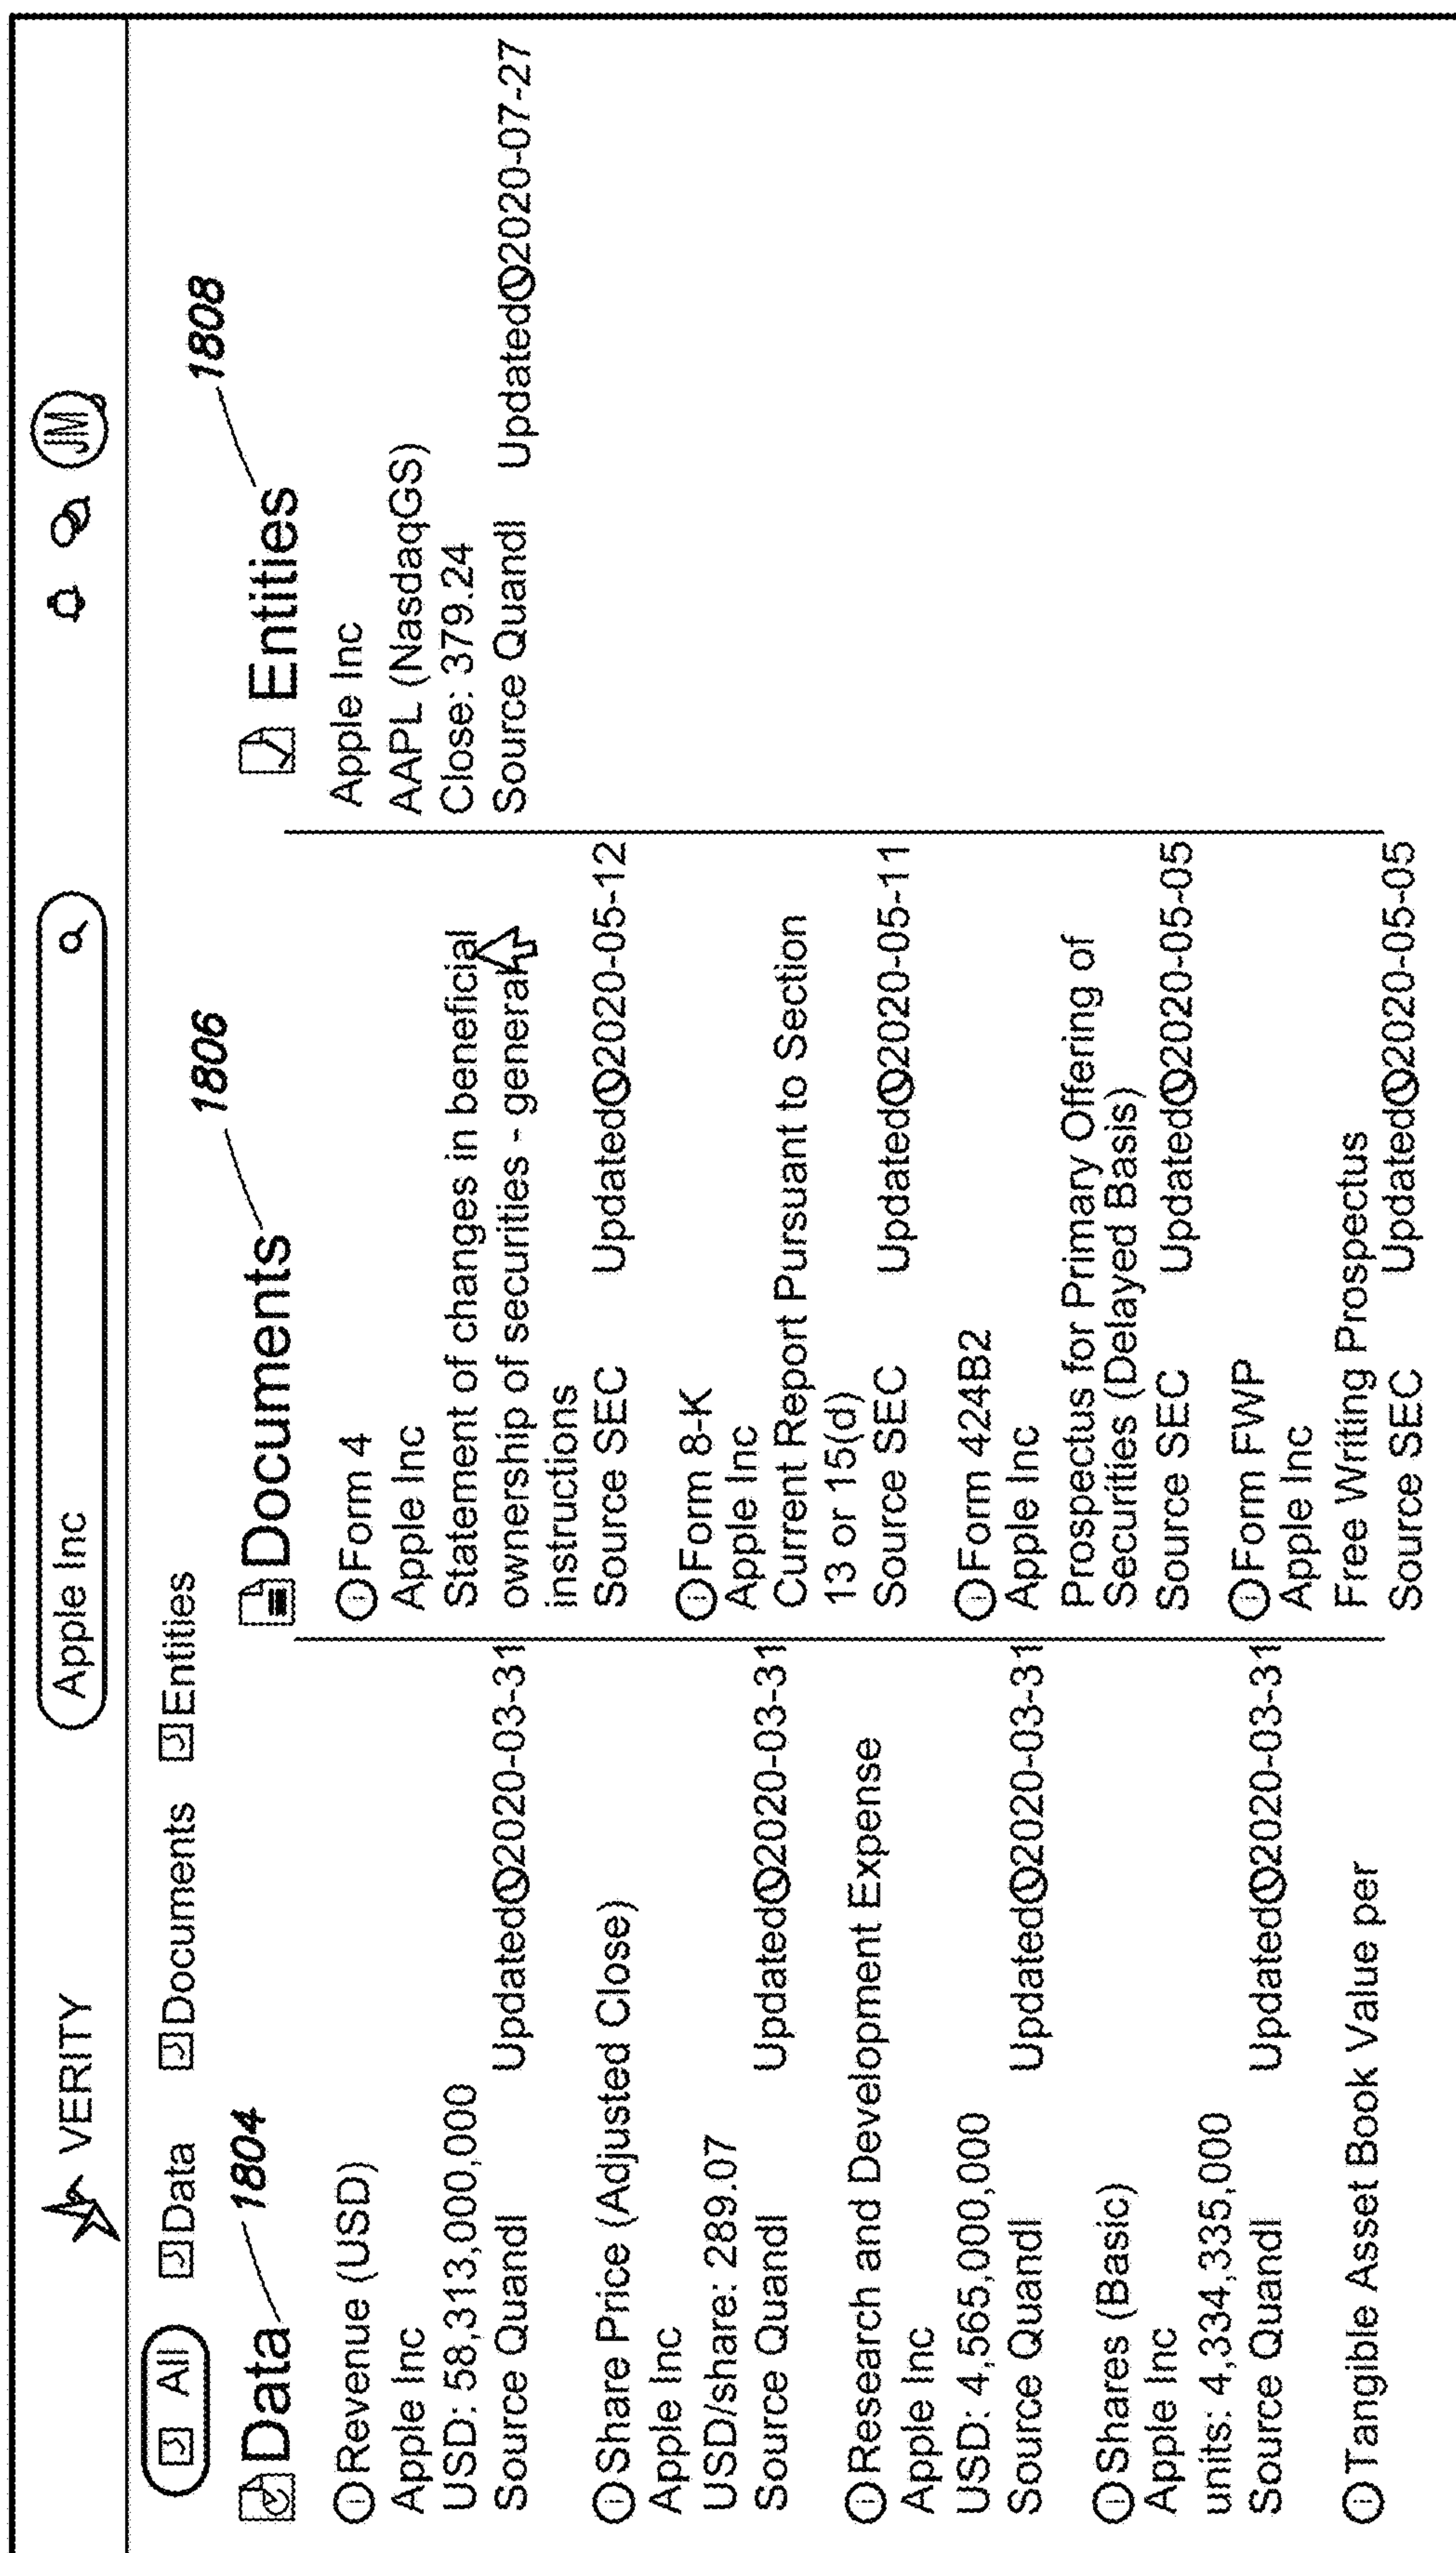 VERITY
Apple Inc
JM
All
Data
Documents
Entities
1804
Data
Revenue (USD)
Apple Inc
USD: 58,313,000,000
Source Quandl Updated 2020-03-31
Share Price (Adjusted Close)
Apple Inc
USD/share: 289.07
Source Quandl Updated 2020-03-31
Research and Development Expense
Apple Inc
USD: 4,565,000,000
Source Quandl Updated 2020-03-31
Shares (Basic)
Apple Inc
units: 4,334,335,000
Source Quandl Updated 2020-03-31
Tangible Asset Book Value per
1806
Documents
Form 4
Apple Inc
Statement of changes in beneficial
ownership of securities - general
instructions
Source SEC Updated 2020-05-12
Form 8-K
Apple Inc
Current Report Pursuant to Section
13 or 15(d)
Source SEC Updated 2020-05-11
Form 424B2
Apple Inc
Prospectus for Primary Offering of
Securities (Delayed Basis)
Source SEC Updated 2020-05-05
Form FWP
Apple Inc
Free Writing Prospectus
Source SEC Updated 2020-05-05
1808
Entities
Apple Inc
AAPL (NasdaqGS)
Close: 379.24
Source Quandl Updated 2020-07-27